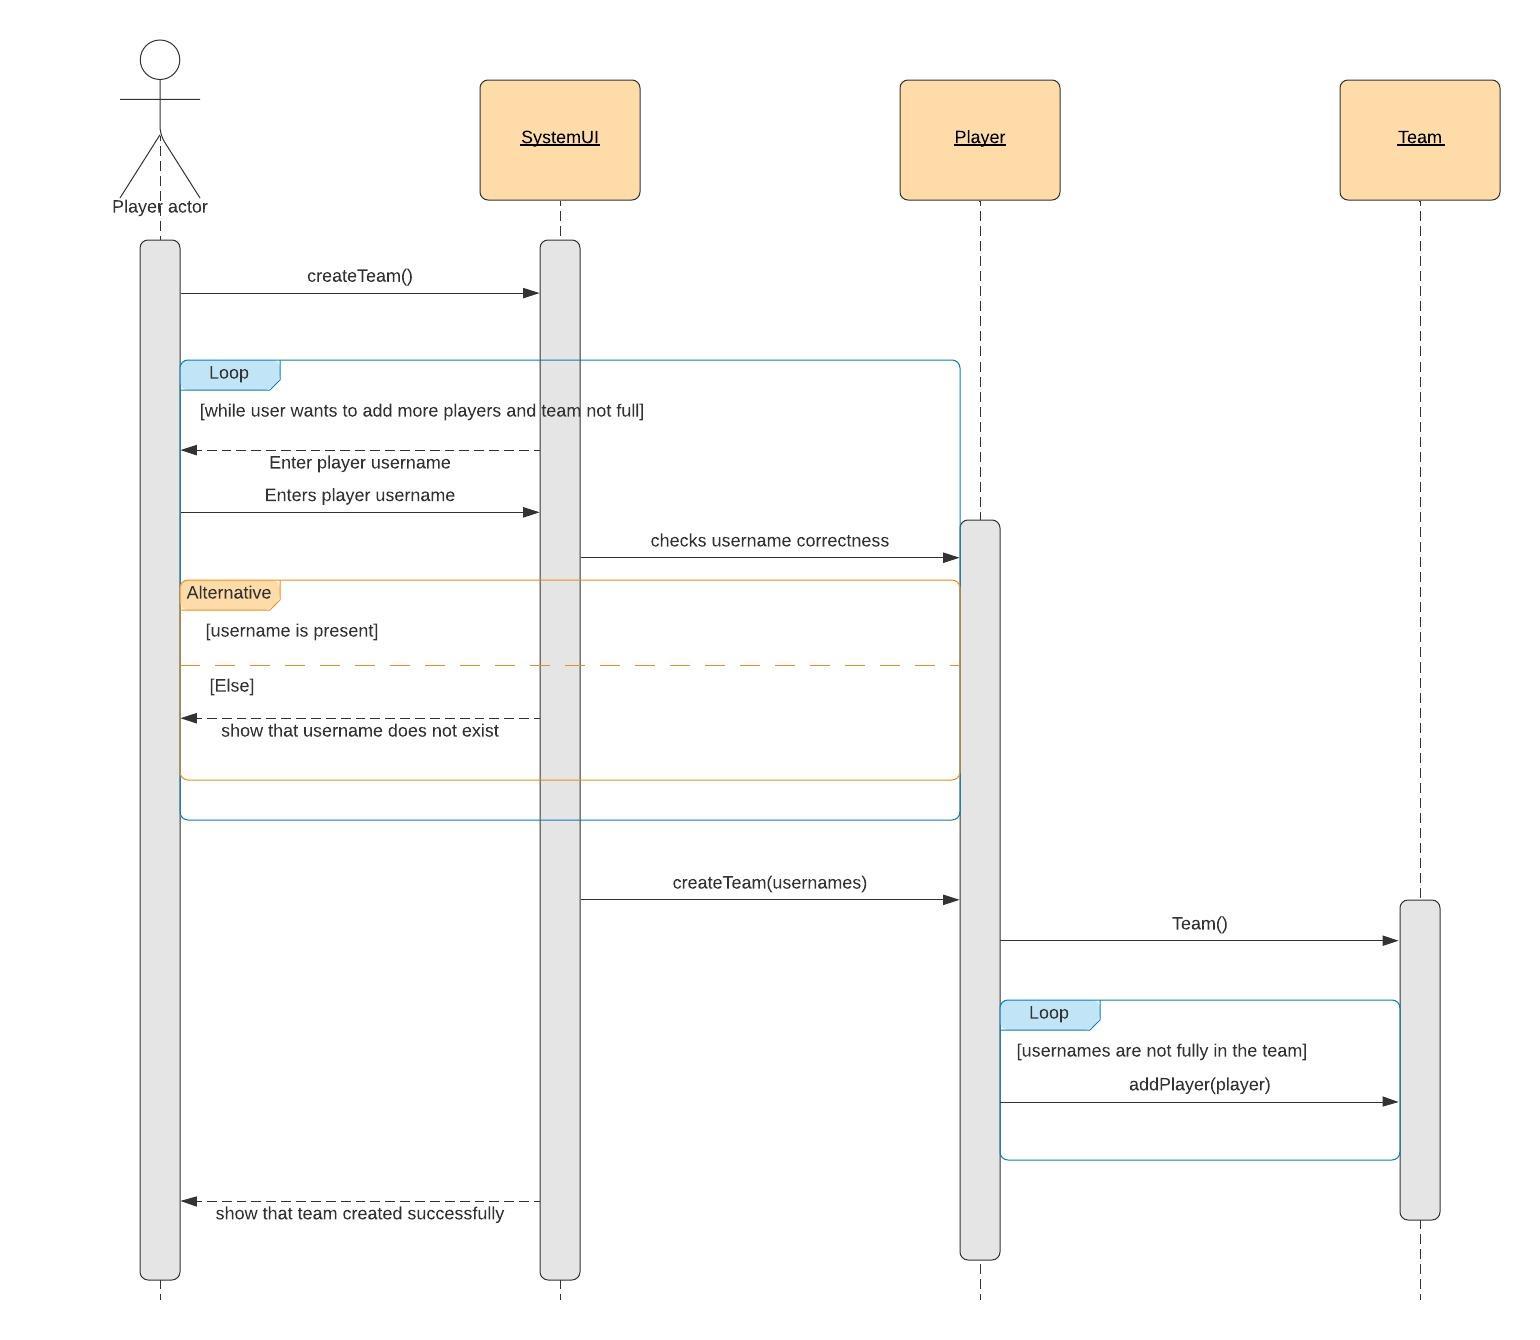 SystemUI
Player
Team
Player actor
createTeam()
Loop
[while user wants to add more players and team not full]
Enter player username
Enters player username
checks username correctness
Alternative
[username is present]
[Else]
show that username does not exist
createTeam(usernames)
Team()
Loop
[usernames are not fully in the team]
addPlayer(player)
show that team created successfully